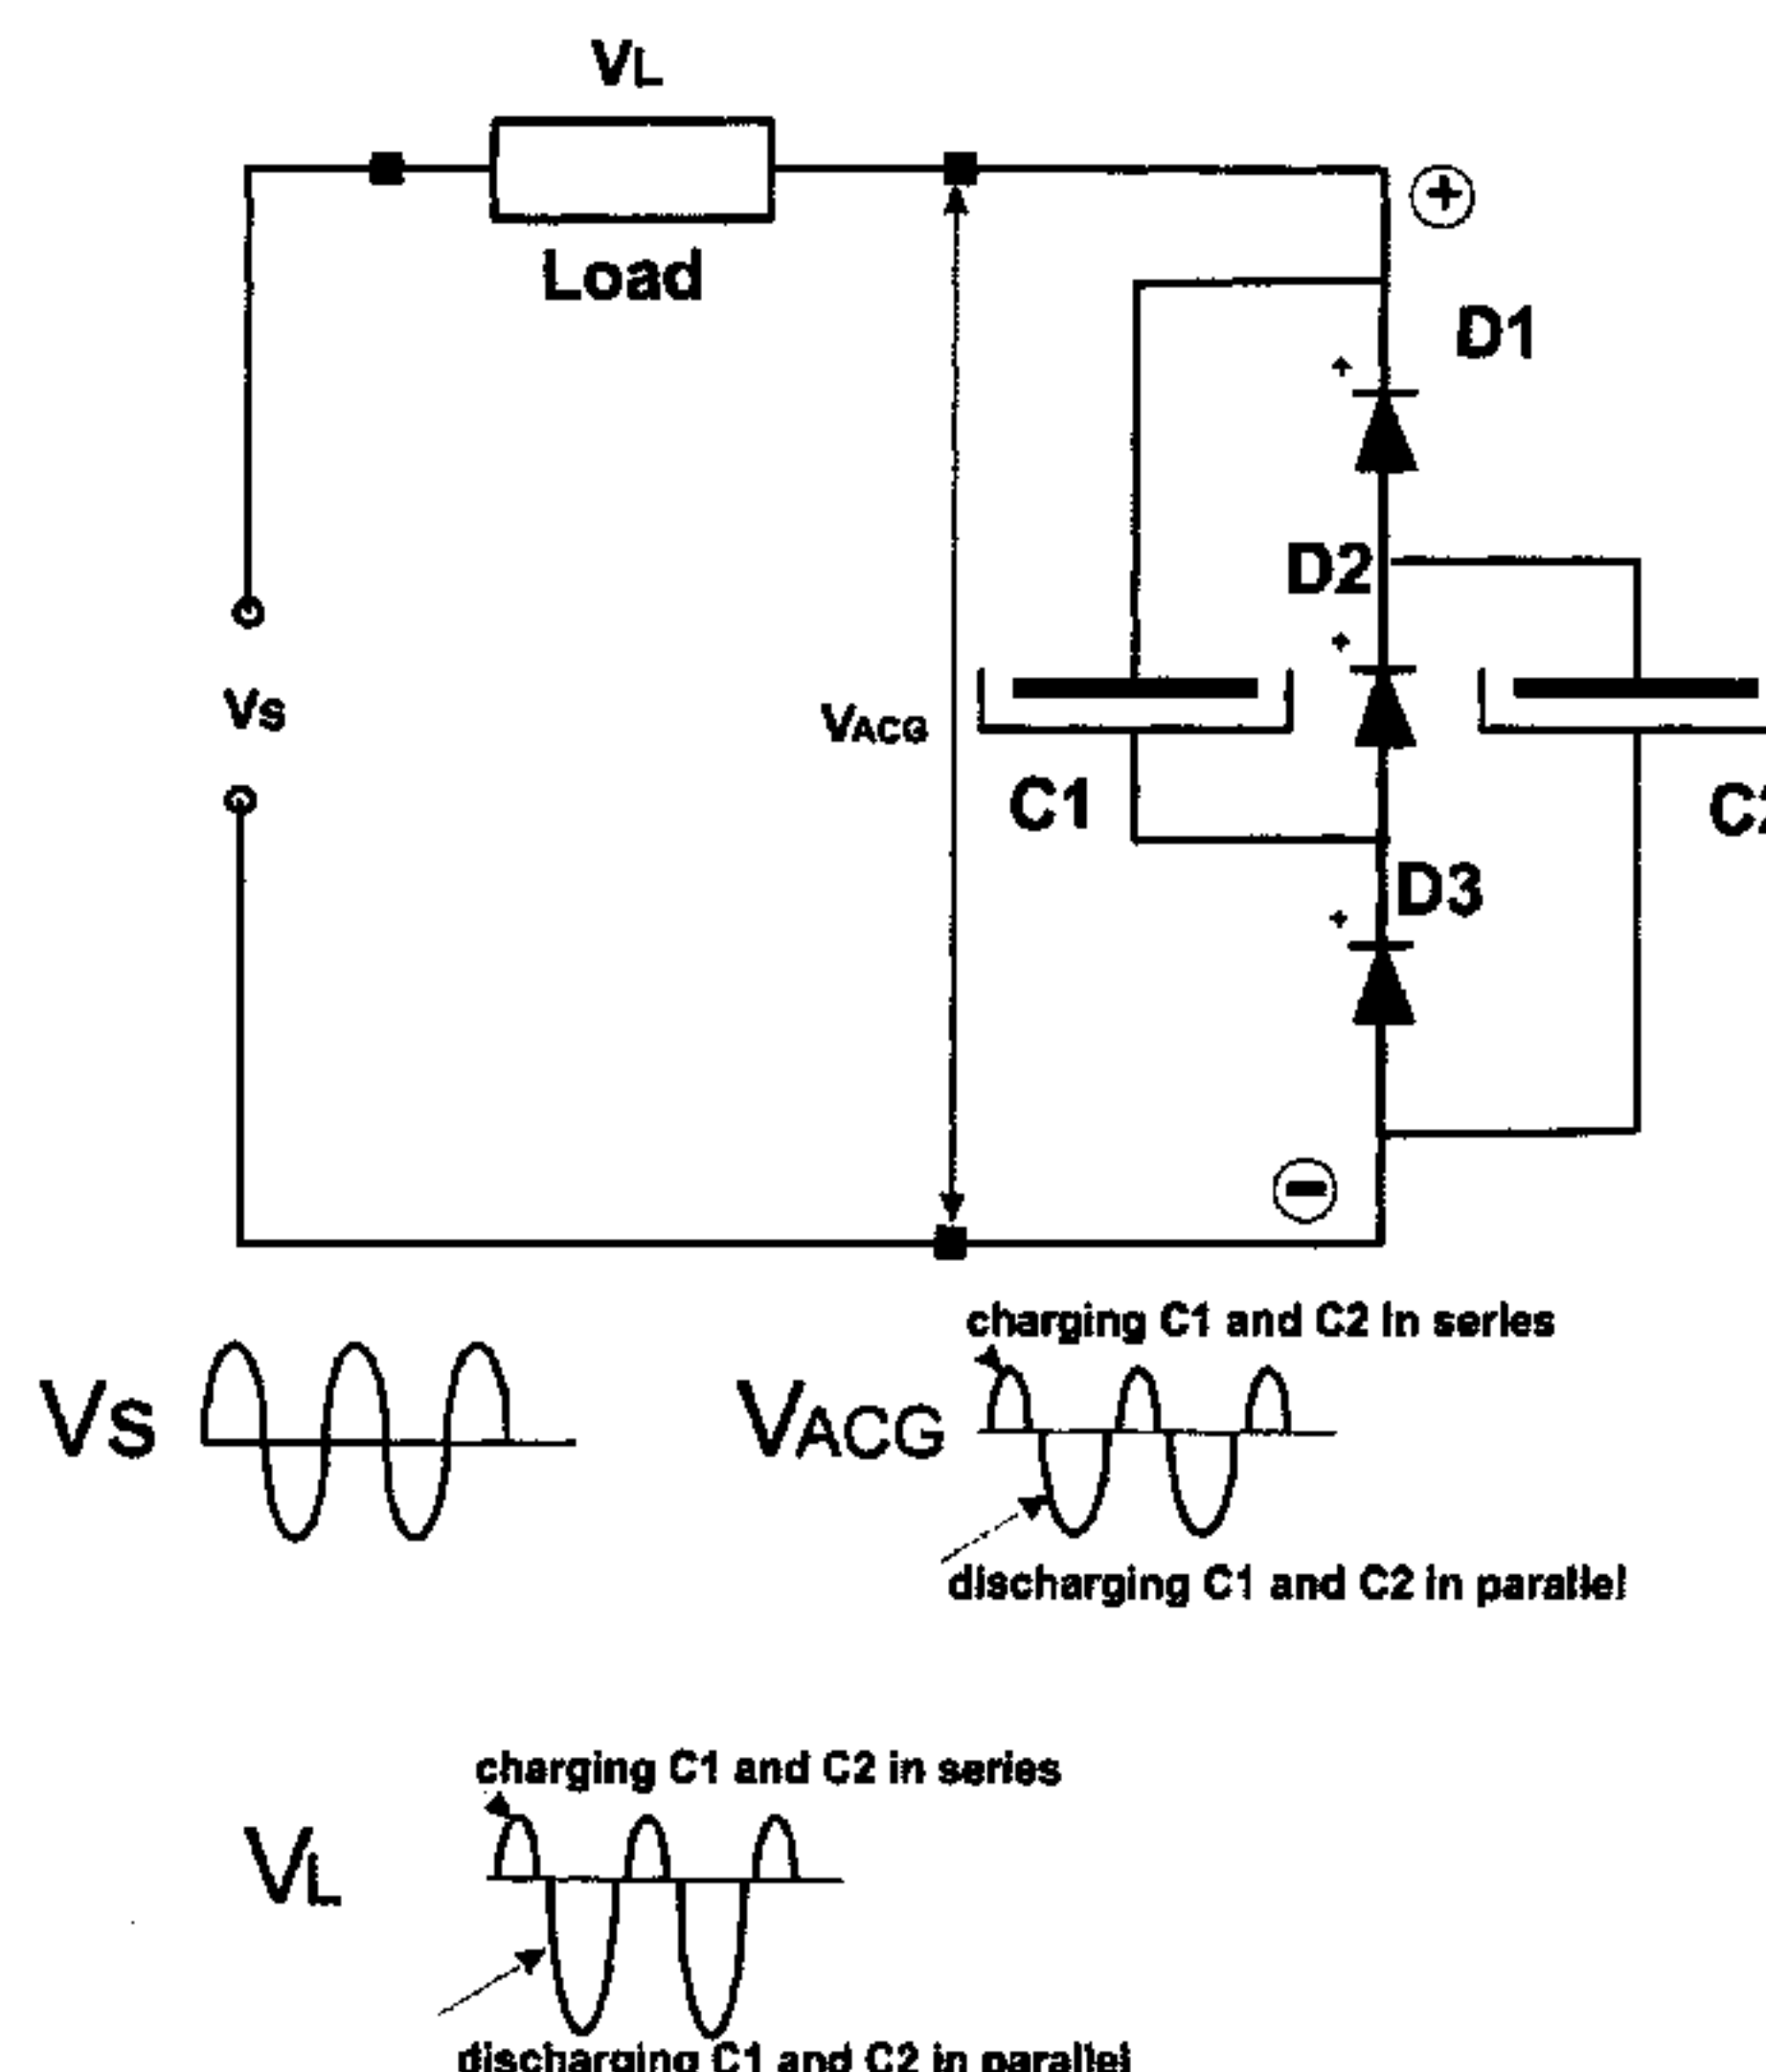 VL
Load
+
D1
D2
VS
VACG
C1
D3
−
charging C1 and C2 in series
VS
VACG
discharging C1 and C2 in parallel
charging C1 and C2 in series
VL
discharging C1 and C2 in parallel